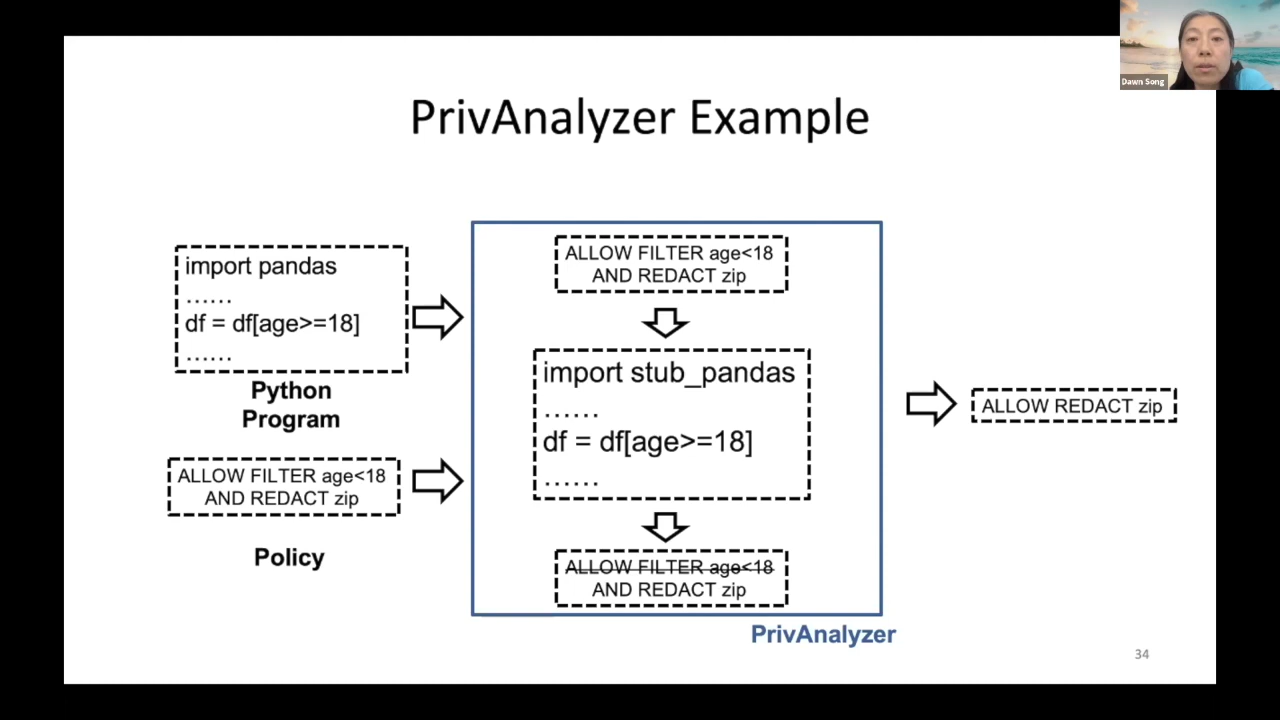 Dawn Song
PrivAnalyzer Example
import pandas
......
df = df[age>=18]
......
Python
Program
ALLOW FILTER age<18
AND REDACT zip
Policy
ALLOW FILTER age<18
AND REDACT zip
import stub_pandas
......
df = df[age>=18]
......
ALLOW FILTER age<18
AND REDACT zip
PrivAnalyzer
ALLOW REDACT zip
34